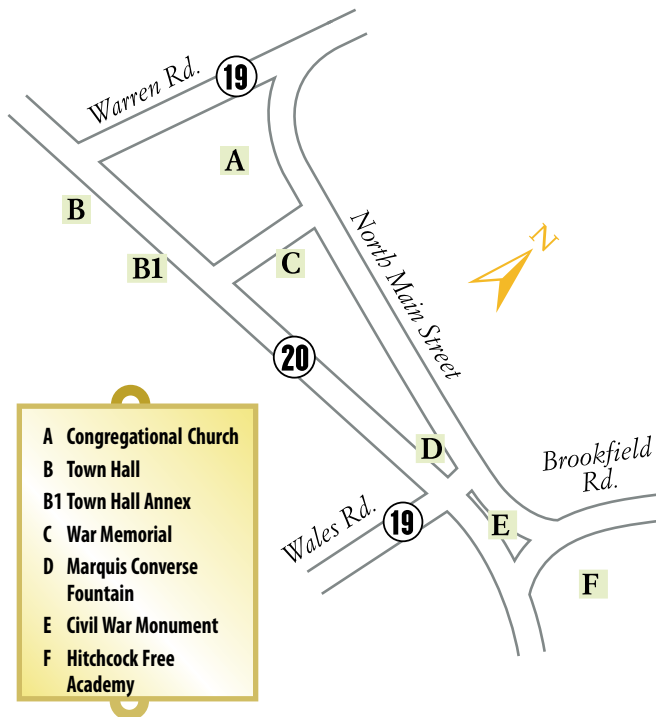 Warren Rd.
19
A
B
B1
C
N
North Main Street
20
D
Brookfield
Rd.
Wales Rd.
19
E
F
A Congregational Church
B Town Hall
B1 Town Hall Annex
C War Memorial
D Marquis Converse
Fountain
E Civil War Monument
F Hitchcock Free
Academy